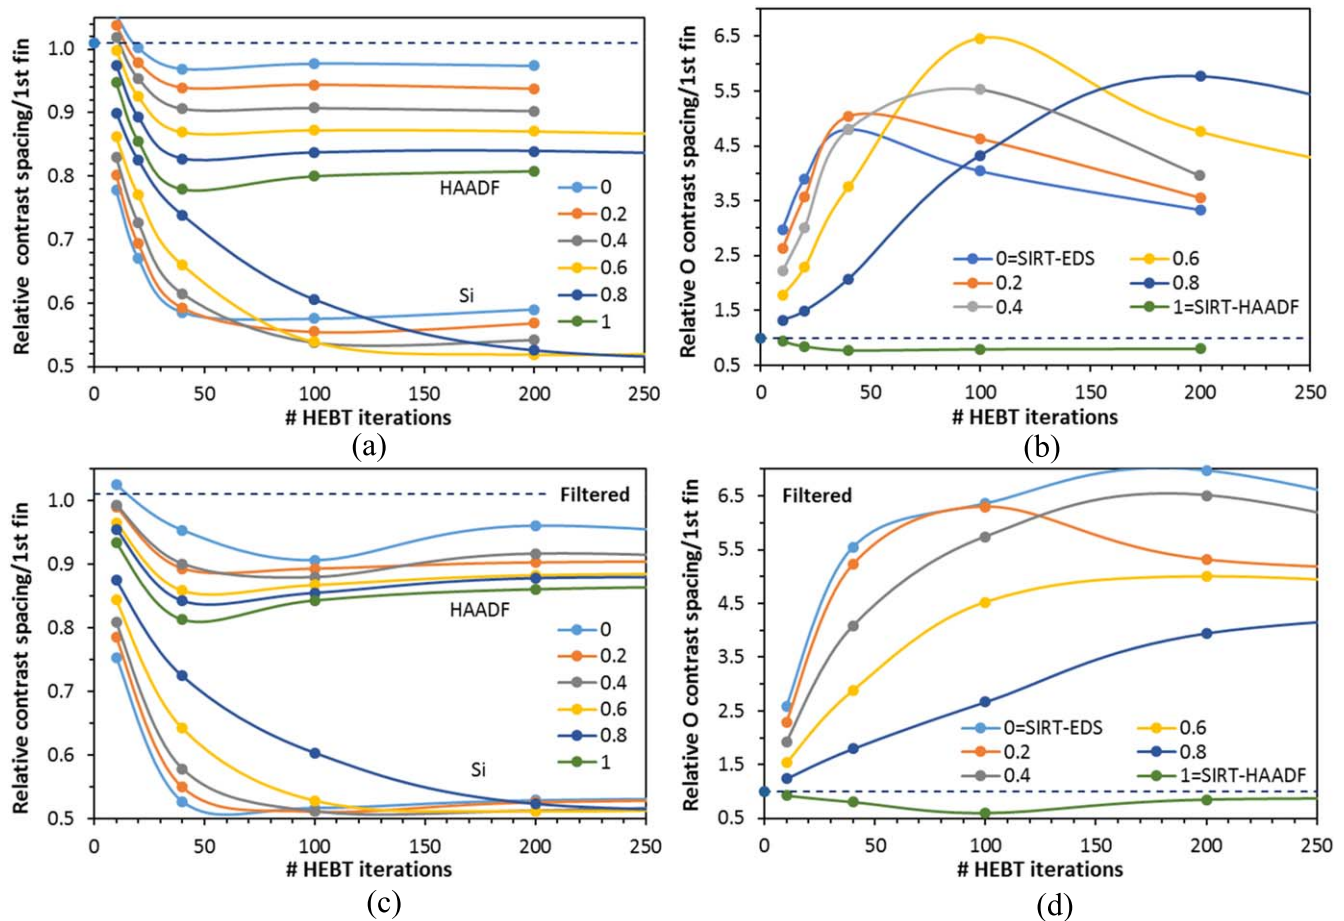 Relative contrast spacing/1st fin
1.0
0.9
0.8
0.7
0.6
0.5
HAADF
Si
0
0.2
0.4
0.6
0.8
1
0 50 100 150 200 250
# HEBT iterations
(a)
Relative O contrast spacing/1st fin
6.5
5.5
4.5
3.5
2.5
1.5
0.5
0=SIRT-EDS 0.6
0.2 0.8
0.4 1=SIRT-HAADF
0 50 100 150 200 250
# HEBT iterations
(b)
Relative contrast spacing/1st fin
1.0
0.9
0.8
0.7
0.6
0.5
Filtered
HAADF
Si
0
0.2
0.4
0.6
0.8
1
0 50 100 150 200 250
# HEBT iterations
(c)
Relative O contrast spacing/1st fin
6.5
5.5
4.5
3.5
2.5
1.5
0.5
Filtered
0=SIRT-EDS 0.6
0.2 0.8
0.4 1=SIRT-HAADF
0 50 100 150 200 250
# HEBT iterations
(d)